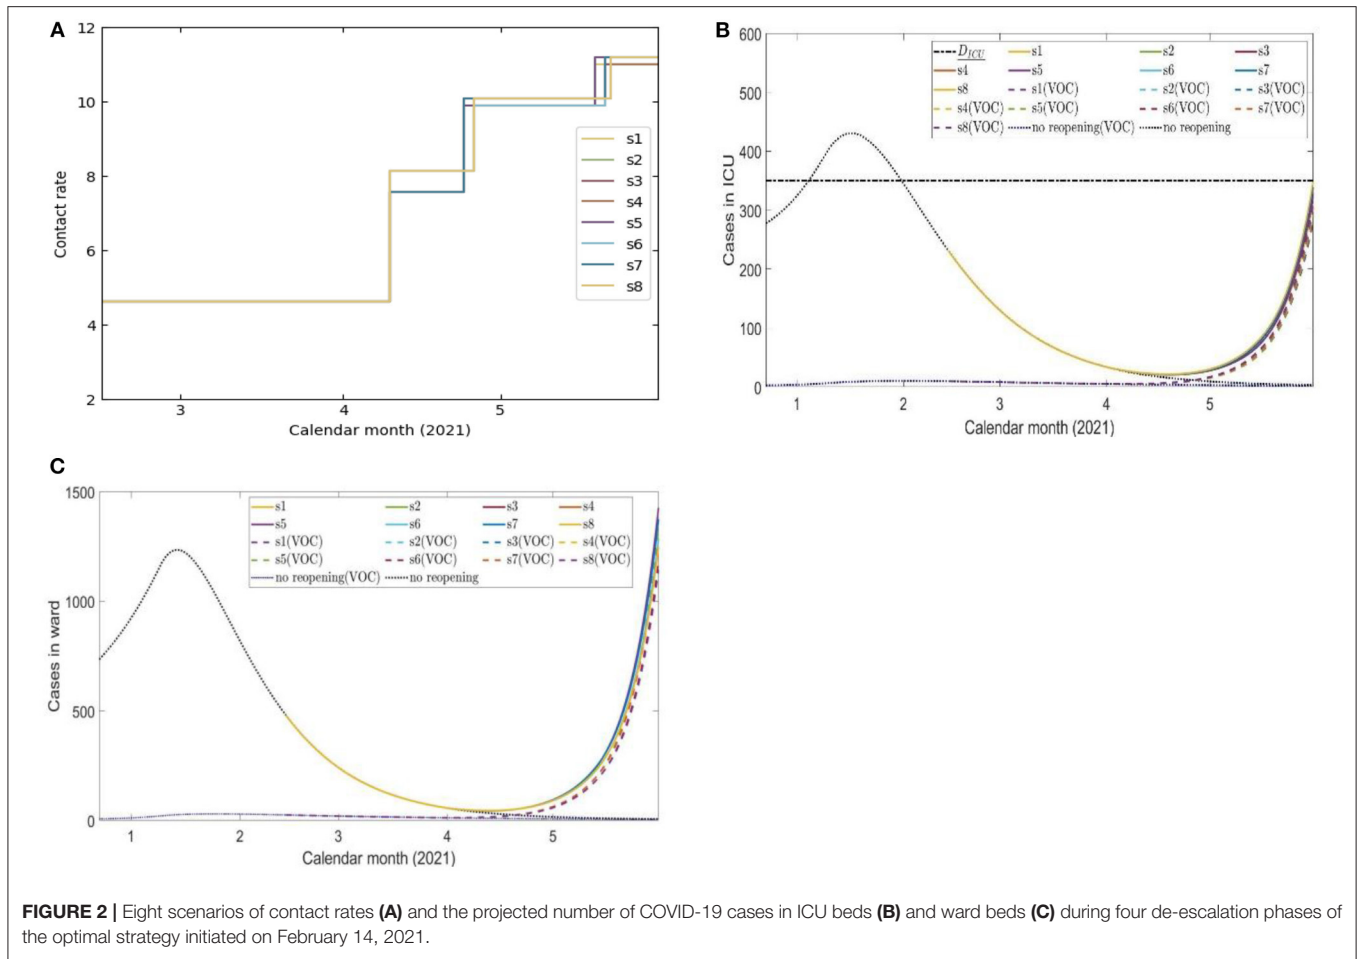 A
12
10
8
6
4
2
Contact rate
s1
s2
s3
s4
s5
s6
s7
s8
3 4 5
Calendar month (2021)
B
600
500
400
300
200
100
0
Cases in ICU
D_ICU s1 s2 s3
s4 s5 s6 s7
s8 s1(VOC) s2(VOC) s3(VOC)
s4(VOC) s5(VOC) s6(VOC) s7(VOC)
s8(VOC) no reopening(VOC) no reopening
1 2 3 4 5
Calendar month (2021)
C
1500
1000
500
0
Cases in ward
s1 s2 s3 s4
s5 s6 s7 s8
s1(VOC) s2(VOC) s3(VOC) s4(VOC)
s5(VOC) s6(VOC) s7(VOC) s8(VOC)
no reopening(VOC) no reopening
1 2 3 4 5
Calendar month (2021)
FIGURE 2 | Eight scenarios of contact rates (A) and the projected number of COVID-19 cases in ICU beds (B) and ward beds (C) during four de-escalation phases of
the optimal strategy initiated on February 14, 2021.